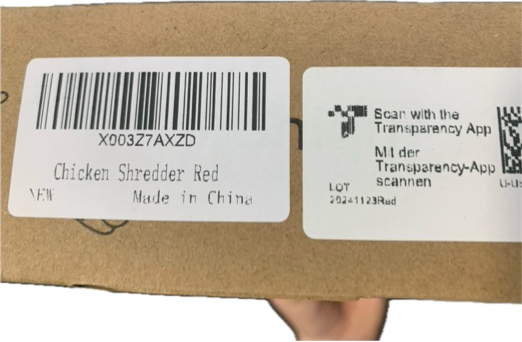 X003Z7AXZD
Chicken Shredder Red
NEW
Made in China
Scan with the
Transparency App
Mit der
Transparency-App
scannen
LOT
20241123Red